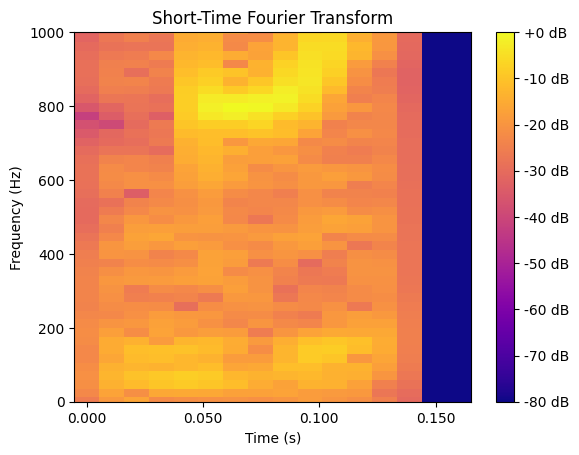 Short-Time Fourier Transform
1000
800
600
400
200
0
Frequency (Hz)
0.000
0.050
0.100
0.150
Time (s)
+0 dB
-10 dB
-20 dB
-30 dB
-40 dB
-50 dB
-60 dB
-70 dB
-80 dB